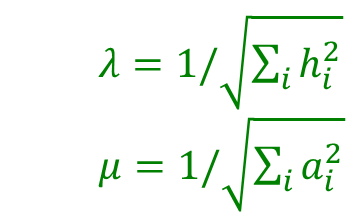 λ = 1/√∑ᵢ hᵢ²
μ = 1/√∑ᵢ aᵢ²